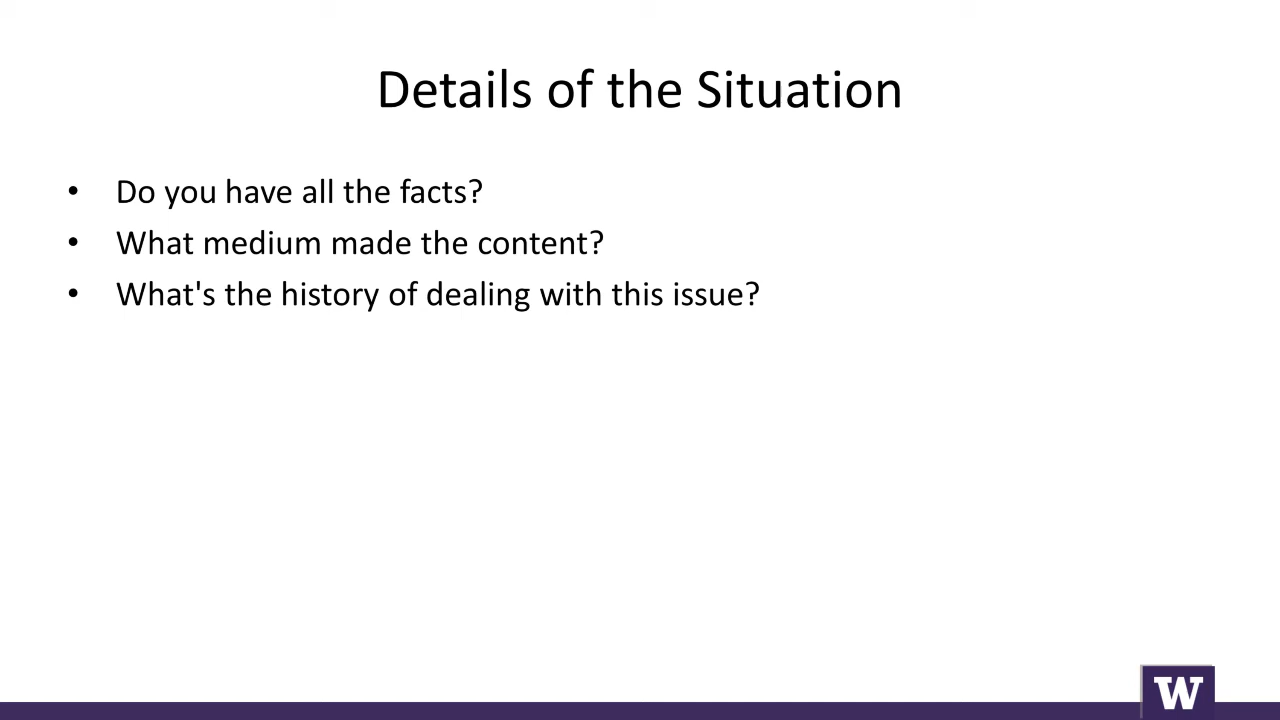 Details of the Situation
• Do you have all the facts?
• What medium made the content?
• What's the history of dealing with this issue?
W